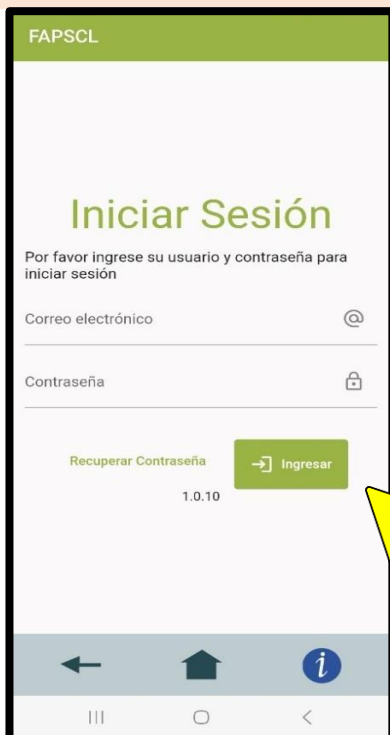 FAPSCL
Iniciar Sesión
Por favor ingrese su usuario y contraseña para
iniciar sesión
Correo electrónico @
Contraseña
Recuperar Contraseña Ingresar
1.0.10
i